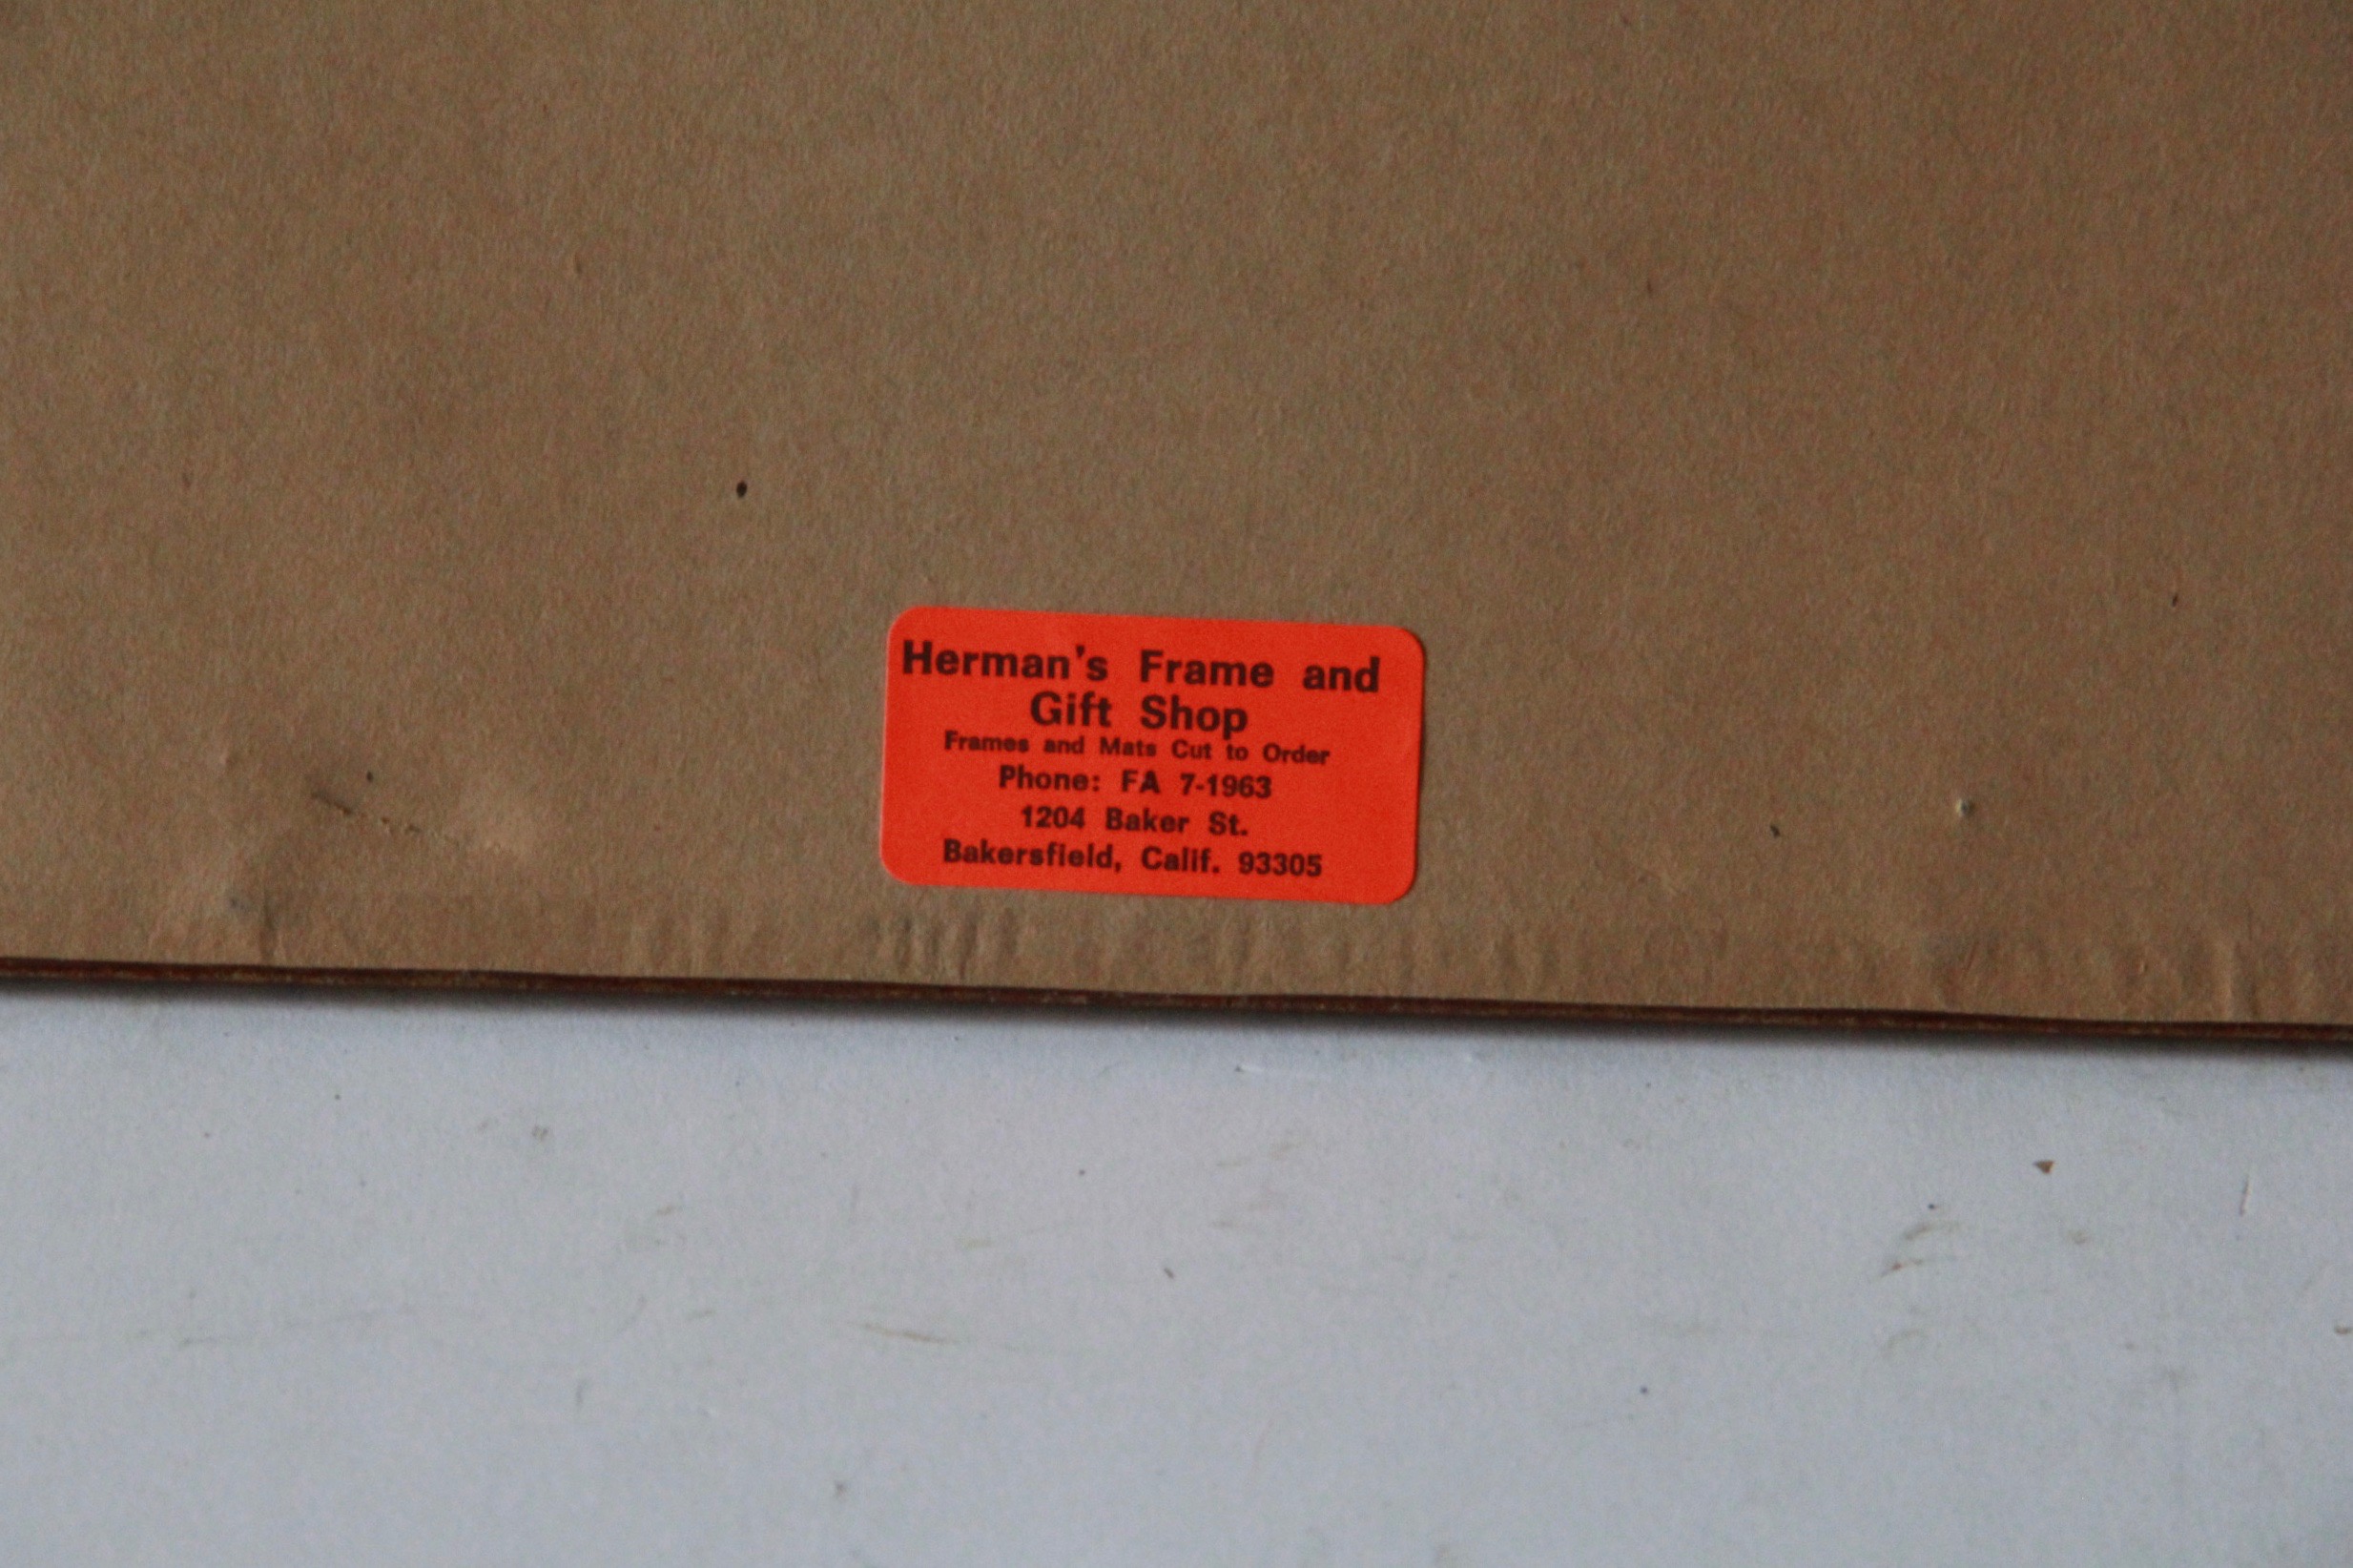 Herman's Frame and
Gift Shop
Frames and Mats Cut to Order
Phone: FA 7-1963
1204 Baker St.
Bakersfield, Calif. 93305